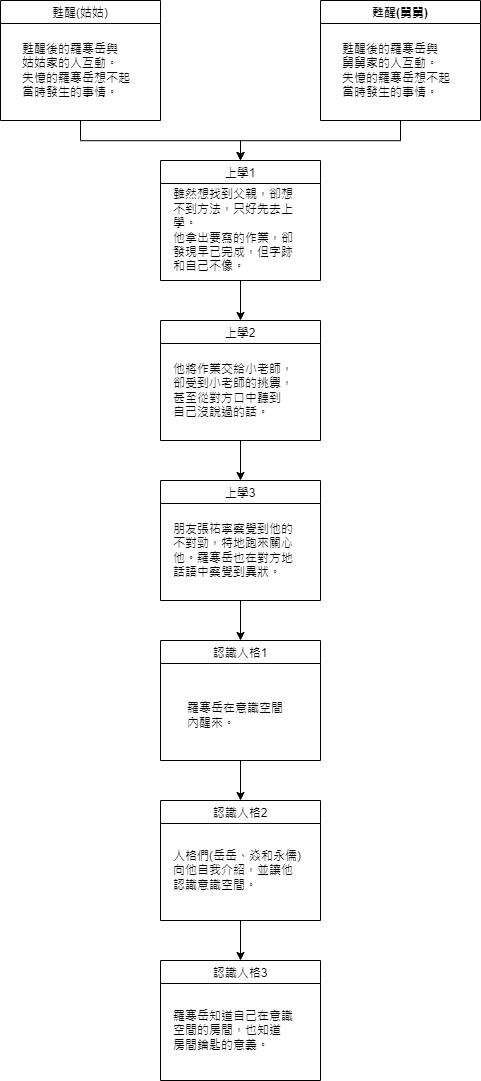 甦醒(姑姑)
甦醒後的羅寒岳與
姑姑家的人互動。
失憶的羅寒岳想不起
當時發生的事情。
甦醒(舅舅)
甦醒後的羅寒岳與
舅舅家的人互動。
失憶的羅寒岳想不起
當時發生的事情。
上學1
雖然想找到父親，卻想
不到方法，只好先去上
學。
他拿出要寫的作業，卻
發現早已完成，但字跡
和自己不像。
上學2
他將作業交給小老師，
卻受到小老師的挑釁，
甚至從對方口中聽到
自己沒說過的話。
上學3
朋友張祐寧察覺到他的
不對勁，特地跑來關心
他。羅寒岳也在對方地
話語中察覺到異狀。
認識人格1
羅寒岳在意識空間
內醒來。
認識人格2
人格們(岳岳、焱和永儒)
向他自我介紹，並讓他
認識意識空間。
認識人格3
羅寒岳知道自己在意識
空間的房間，也知道
房間鑰匙的意義。